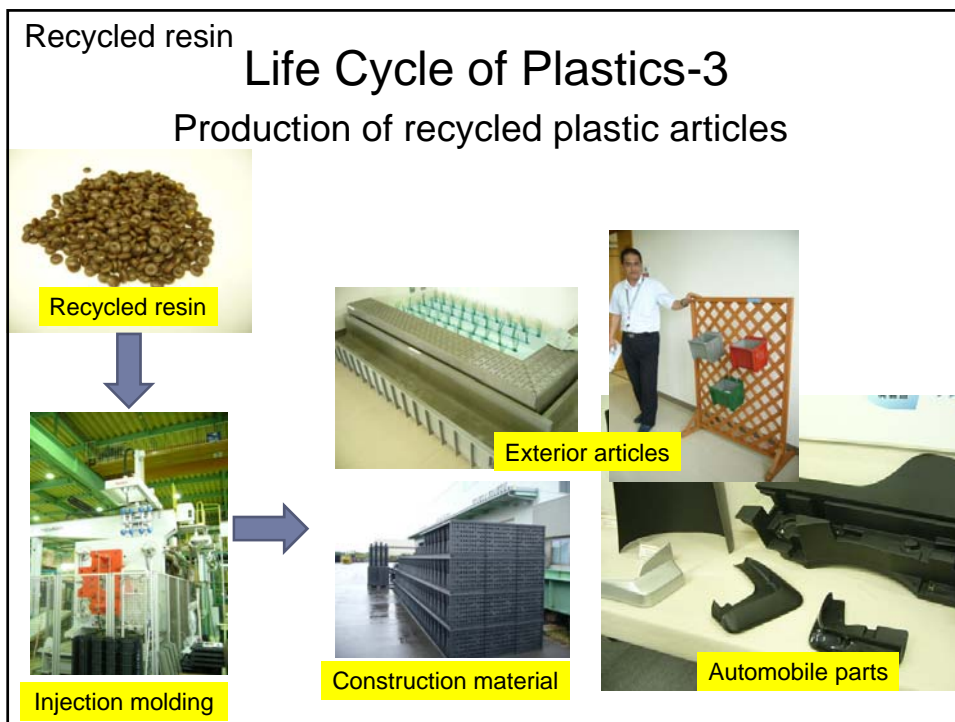 Recycled resin
Life Cycle of Plastics-3
Production of recycled plastic articles
Recycled resin
Exterior articles
Injection molding
Construction material
Automobile parts